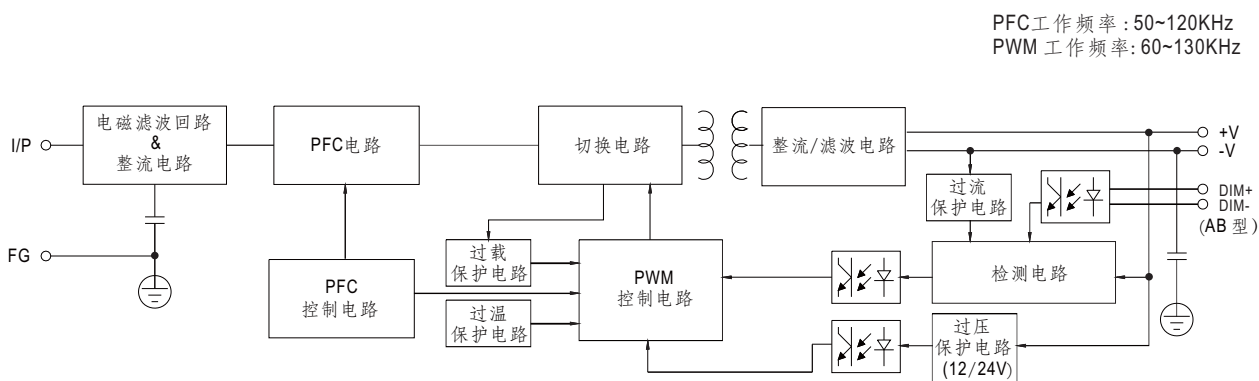 PFC工作频率:50~120KHz
PWM 工作频率:60~130KHz
I/P
电磁滤波回路
&
整流电路
PFC电路
切换电路
整流/滤波电路
+V
-V
过流
保护电路
DIM+
DIM-
(AB 型)
FG
过载
保护电路
PFC
控制电路
PWM
控制电路
检测电路
过温
保护电路
过压
保护电路
(12/24V)